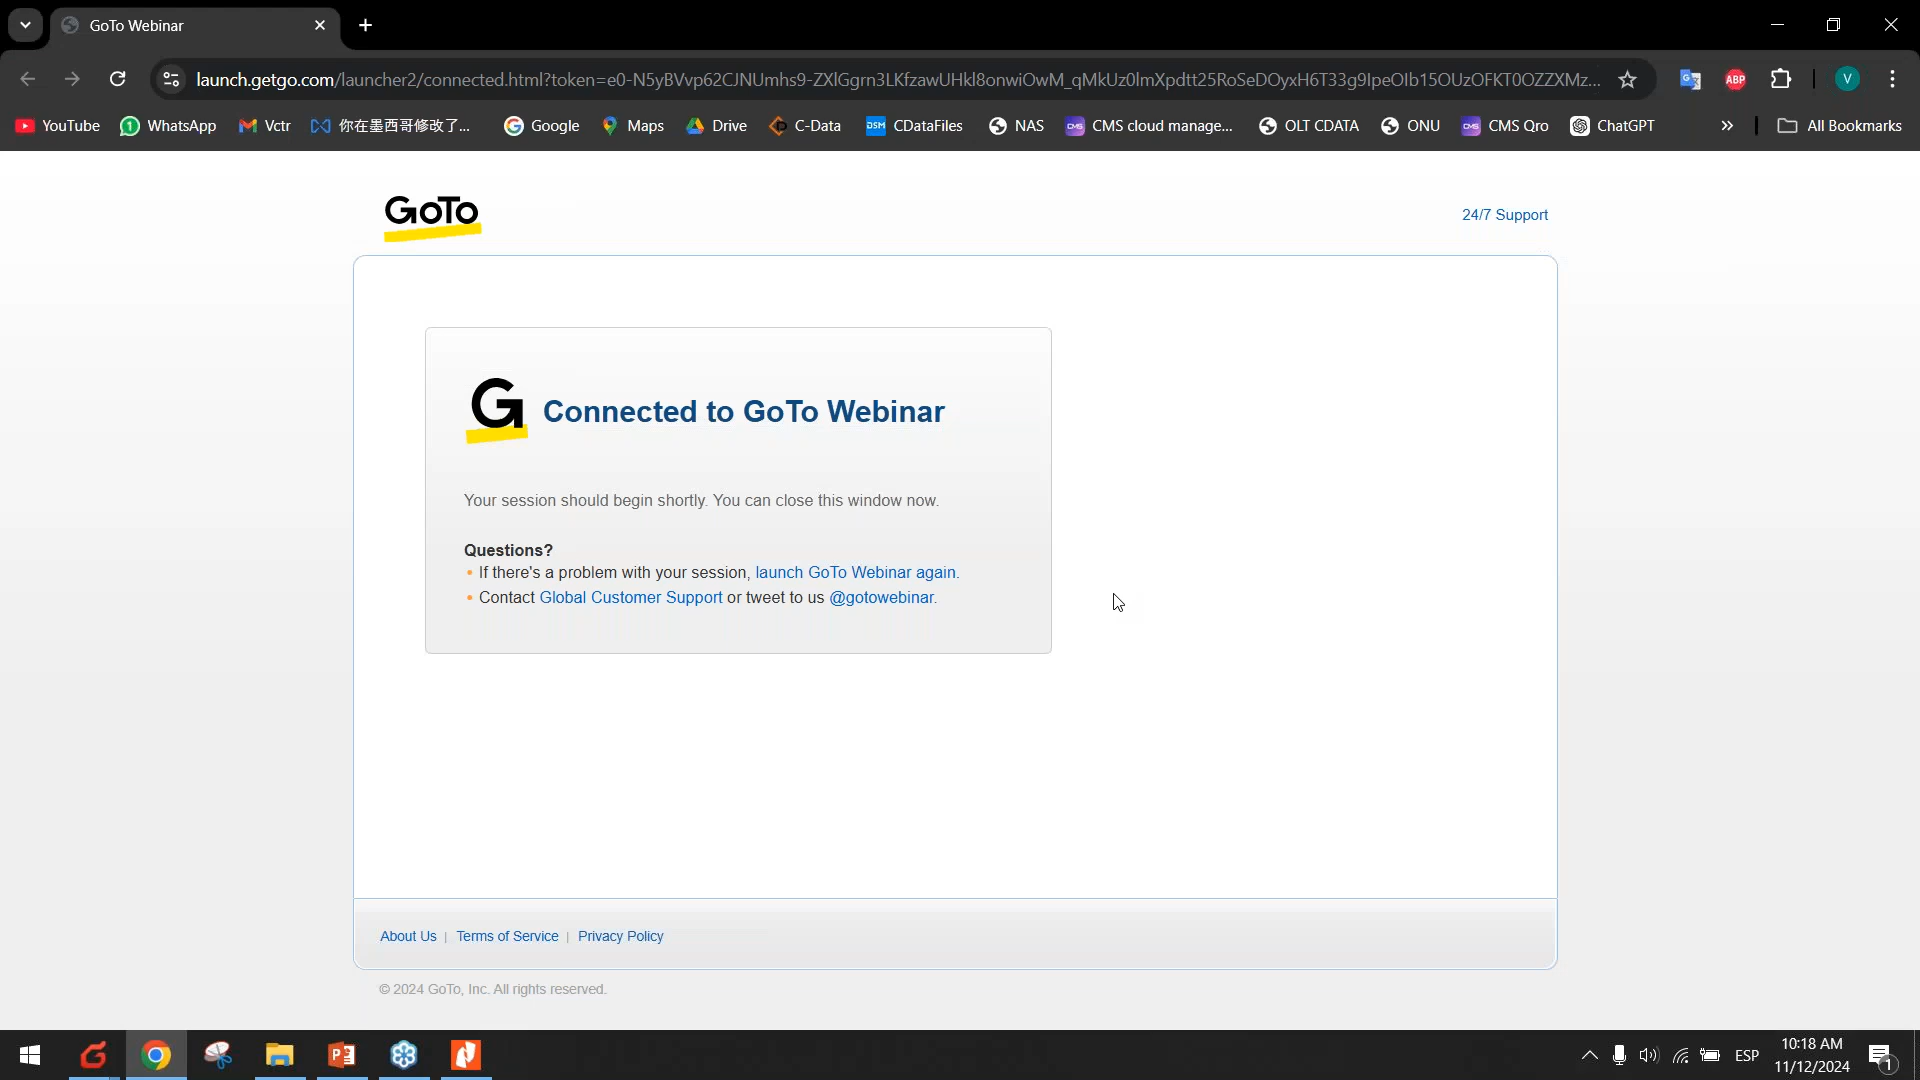 GoTo Webinar
launch.getgo.com/launcher2/connected.html?token=e0-N5yBVvp62CJNUmhs9-ZXlGgrn3LKfzawUHkl8onwiOwM_qMkUz0lmXpdtt25RoSeDOyxH6T33g9IpeOIb15OUzOFKT0OZZXMz...
YouTube WhatsApp Vctr 你在墨西哥修改了... Google Maps Drive C-Data CDataFiles NAS CMS cloud manage... OLT CDATA ONU CMS Qro ChatGPT » All Bookmarks
GoTo
24/7 Support
G Connected to GoTo Webinar
Your session should begin shortly. You can close this window now.
Questions?
• If there's a problem with your session, launch GoTo Webinar again.
• Contact Global Customer Support or tweet to us @gotowebinar.
About Us | Terms of Service | Privacy Policy
© 2024 GoTo, Inc. All rights reserved.
ESP
10:18 AM
11/12/2024
1